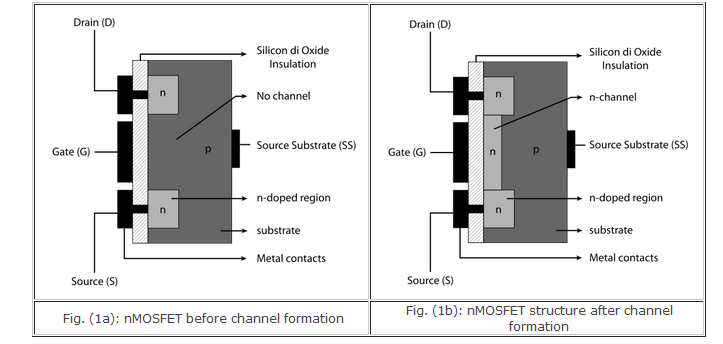 Drain (D)
Silicon di Oxide
Insulation
n
No channel
Gate (G)
p
Source Substrate (SS)
n
n-doped region
substrate
Metal contacts
Source (S)
Fig. (1a): nMOSFET before channel formation
Drain (D)
Silicon di Oxide
Insulation
n
n-channel
Gate (G)
n
p
Source Substrate (SS)
n
n-doped region
substrate
Metal contacts
Source (S)
Fig. (1b): nMOSFET structure after channel
formation